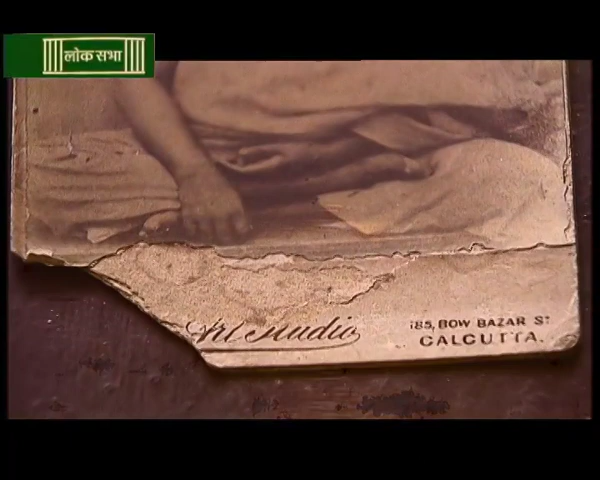 लोक सभा
Art Studio
185, BOW BAZAR ST
CALCUTTA.